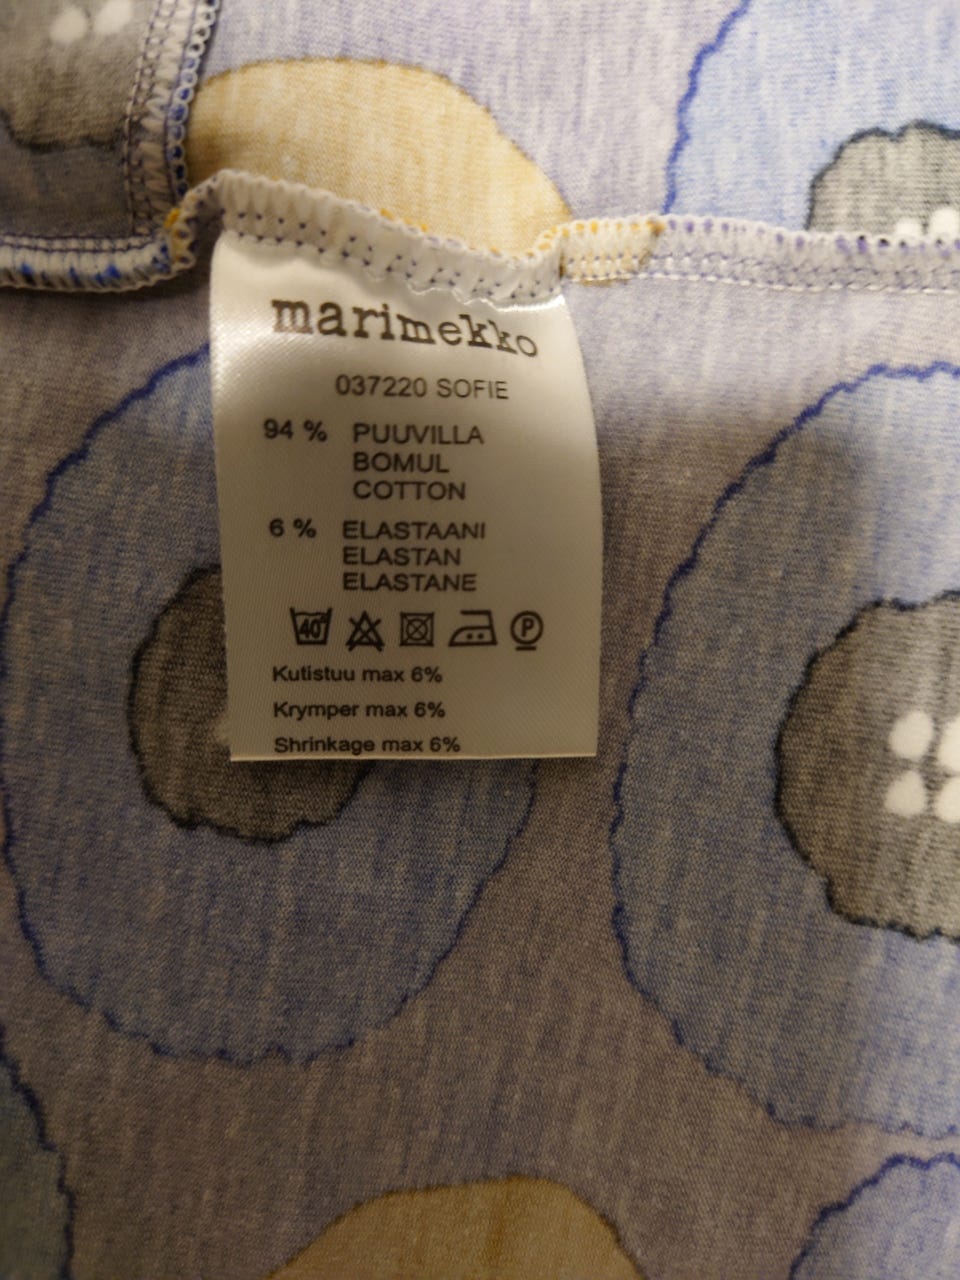 marimekko
037220 SOFIE
94 % PUUVILLA
BOMUL
COTTON
6 % ELASTAANI
ELASTAN
ELASTANE
40° P
Kutistuu max 6%
Krymper max 6%
Shrinkage max 6%